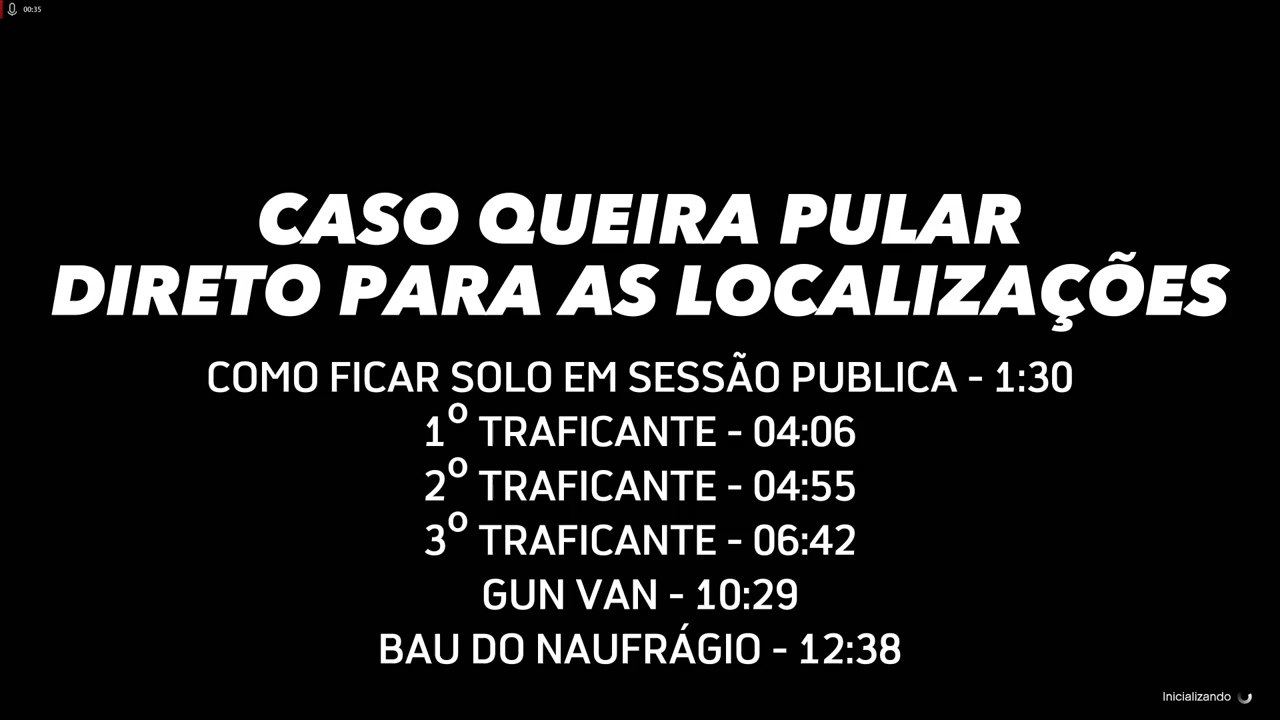 00:35
CASO QUEIRA PULAR
DIRETO PARA AS LOCALIZAÇÕES
COMO FICAR SOLO EM SESSÃO PUBLICA - 1:30
1º TRAFICANTE - 04:06
2º TRAFICANTE - 04:55
3º TRAFICANTE - 06:42
GUN VAN - 10:29
BAU DO NAUFRÁGIO - 12:38
Inicializando